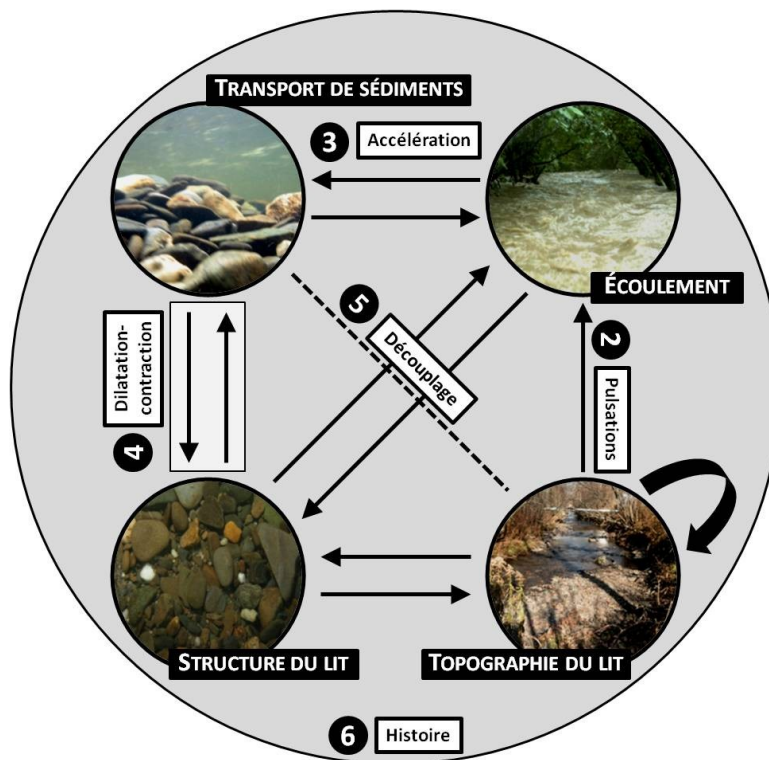 TRANSPORT DE SÉDIMENTS
3 Accélération
ÉCOULEMENT
5
Découplage
2
Pulsations
Dilatation-
contraction
4
STRUCTURE DU LIT
TOPOGRAPHIE DU LIT
6 Histoire